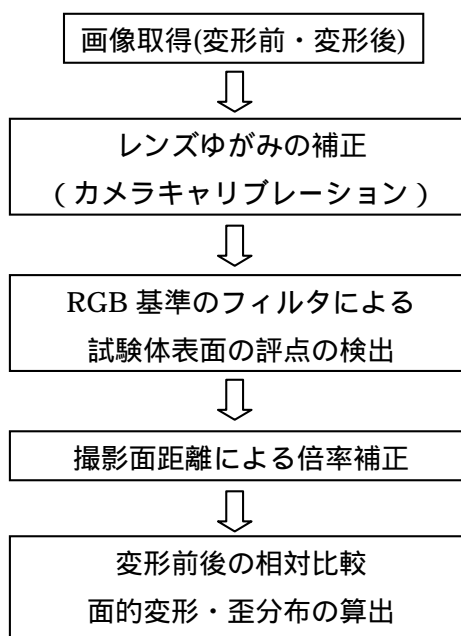 画像取得(変形前・変形後)
レンズゆがみの補正
(カメラキャリブレーション)
RGB 基準のフィルタによる
試験体表面の評点の検出
撮影面距離による倍率補正
変形前後の相対比較
面的変形・歪分布の算出